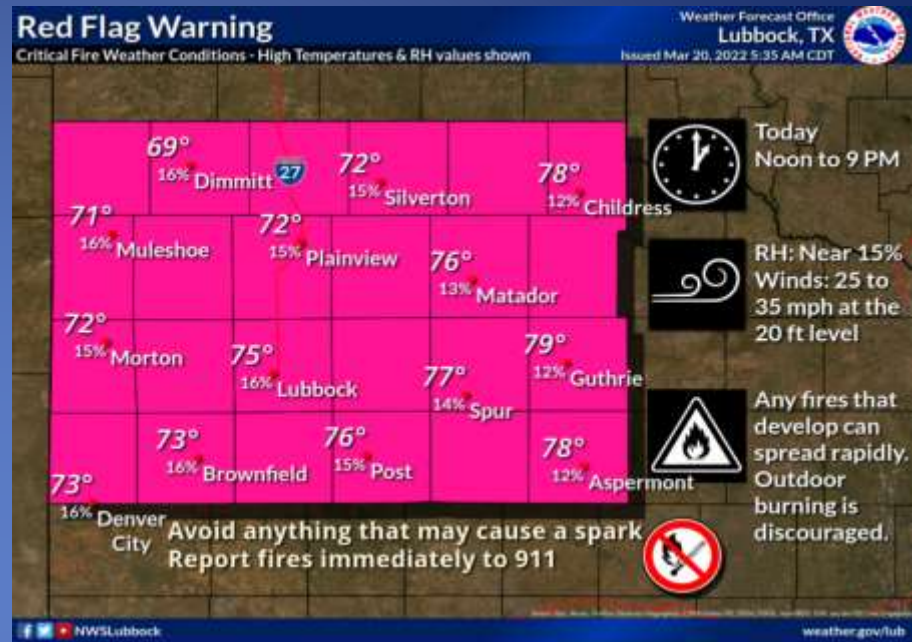 Red Flag Warning
Critical Fire Weather Conditions - High Temperatures & RH values shown
Weather Forecast Office
Lubbock, TX
Issued Mar 20, 2022 5:35 AM CDT
69°
16% Dimmitt
27
72°
15% Silverton
78°
12% Childress
71°
16% Muleshoe
72°
15% Plainview
76°
13% Matador
72°
15% Morton
75°
16% Lubbock
77°
14% Spur
79°
12% Guthrie
73°
16% Denver
City
73°
16% Brownfield
76°
15% Post
78°
12% Aspermont
Today
Noon to 9 PM
RH: Near 15%
Winds: 25 to
35 mph at the
20 ft level
Any fires that
develop can
spread rapidly.
Outdoor
burning is
discouraged.
Avoid anything that may cause a spark
Report fires immediately to 911
NWSLubbock
weather.gov/lub